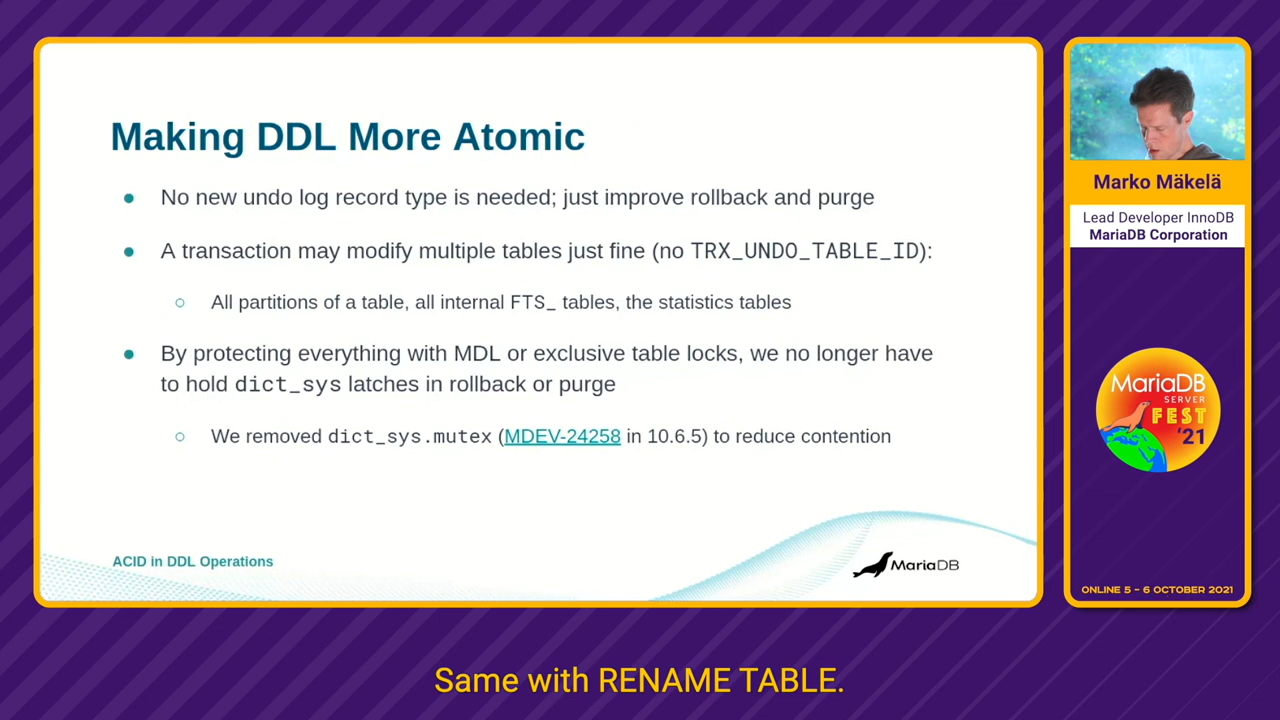 Making DDL More Atomic
● No new undo log record type is needed; just improve rollback and purge
● A transaction may modify multiple tables just fine (no TRX_UNDO_TABLE_ID):
○ All partitions of a table, all internal FTS_ tables, the statistics tables
● By protecting everything with MDL or exclusive table locks, we no longer have
to hold dict_sys latches in rollback or purge
○ We removed dict_sys.mutex (MDEV-24258 in 10.6.5) to reduce contention
ACID in DDL Operations
MariaDB
Marko Mäkelä
Lead Developer InnoDB
MariaDB Corporation
MariaDB
SERVER
FEST
'21
ONLINE 5 – 6 OCTOBER 2021
Same with RENAME TABLE.